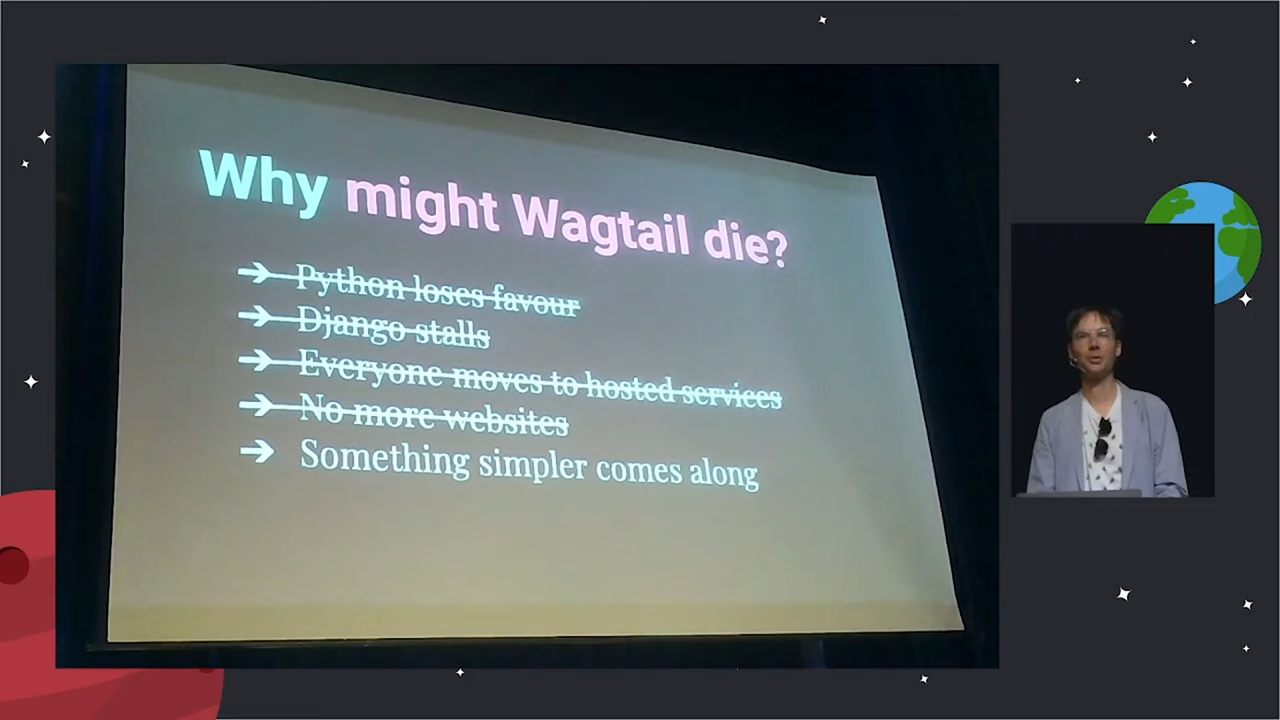 Why might Wagtail die?
→ Python loses favour
→ Django stalls
→ Everyone moves to hosted services
→ No more websites
→ Something simpler comes along